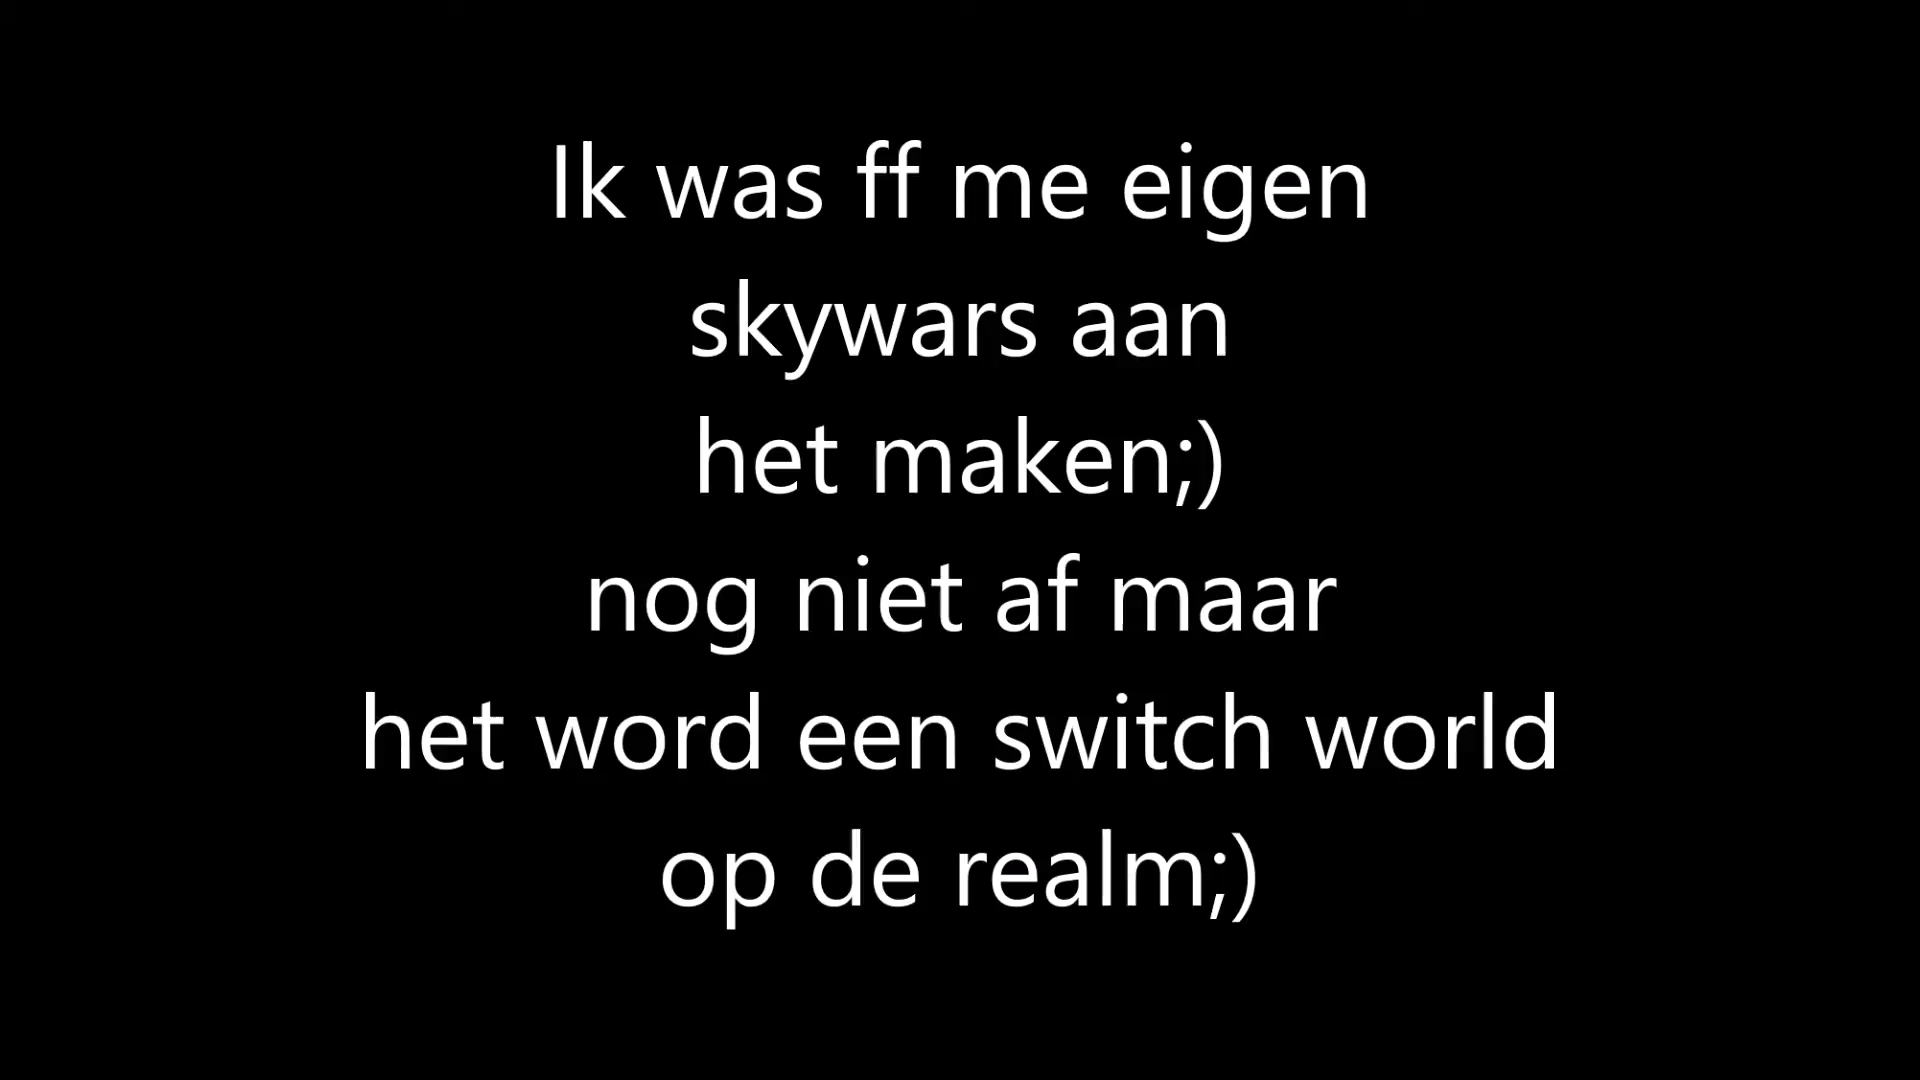 Ik was ff me eigen
skywars aan
het maken;)
nog niet af maar
het word een switch world
op de realm;)